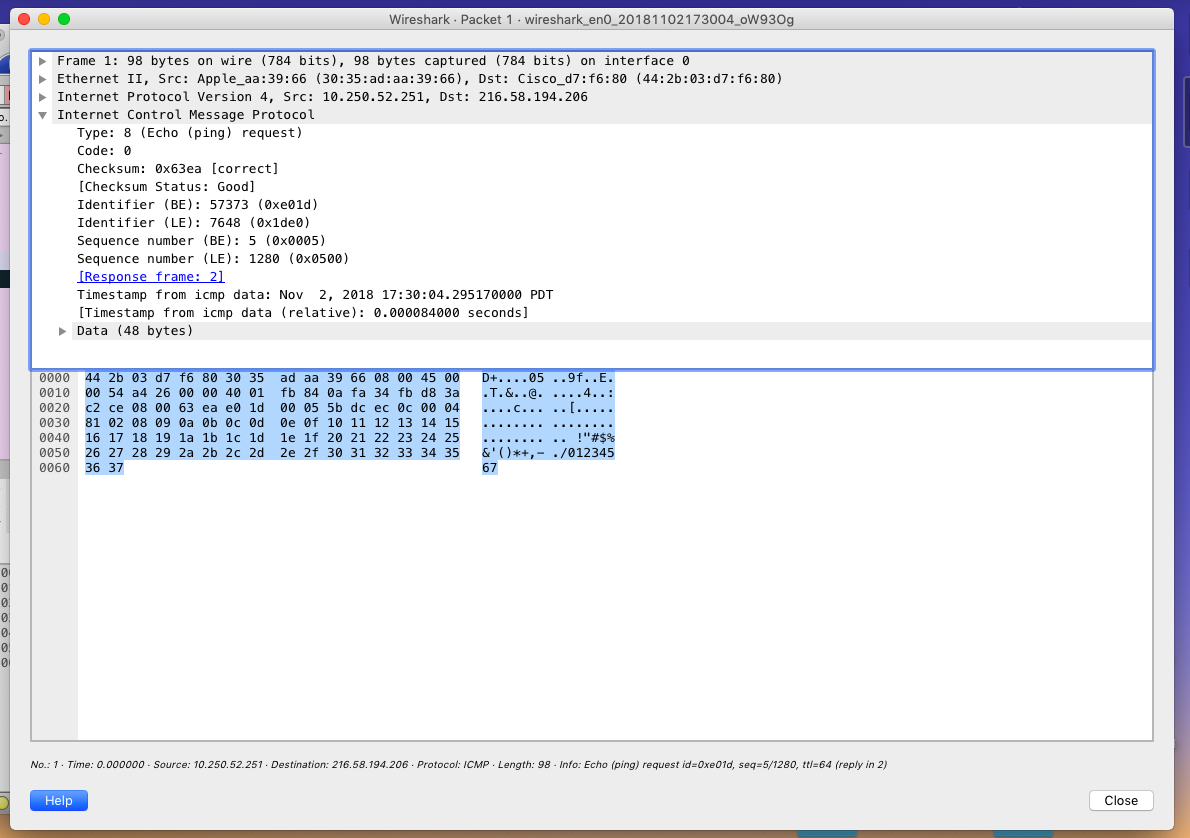 Wireshark · Packet 1 · wireshark_en0_20181102173004_oW93Og
Frame 1: 98 bytes on wire (784 bits), 98 bytes captured (784 bits) on interface 0
Ethernet II, Src: Apple_aa:39:66 (30:35:ad:aa:39:66), Dst: Cisco_d7:f6:80 (44:2b:03:d7:f6:80)
Internet Protocol Version 4, Src: 10.250.52.251, Dst: 216.58.194.206
Internet Control Message Protocol
Type: 8 (Echo (ping) request)
Code: 0
Checksum: 0x63ea [correct]
[Checksum Status: Good]
Identifier (BE): 57373 (0xe01d)
Identifier (LE): 7648 (0x1de0)
Sequence number (BE): 5 (0x0005)
Sequence number (LE): 1280 (0x0500)
[Response frame: 2]
Timestamp from icmp data: Nov  2, 2018 17:30:04.295170000 PDT
[Timestamp from icmp data (relative): 0.000084000 seconds]
Data (48 bytes)
0000 44 2b 03 d7 f6 80 30 35  ad aa 39 66 08 00 45 00 D+....05 ..9f..E.
0010 00 54 a4 26 00 00 40 01  fb 84 0a fa 34 fb d8 3a .T.&..@. ....4..:
0020 c2 ce 08 00 63 ea e0 1d  00 05 5b dc ec 0c 00 04 ....c... ..[.....
0030 81 02 08 09 0a 0b 0c 0d  0e 0f 10 11 12 13 14 15 ........ ........
0040 16 17 18 19 1a 1b 1c 1d  1e 1f 20 21 22 23 24 25 ........ .. !"#$%
0050 26 27 28 29 2a 2b 2c 2d  2e 2f 30 31 32 33 34 35 &'()*+,- ./012345
0060 36 37 67
No.: 1 · Time: 0.000000 · Source: 10.250.52.251 · Destination: 216.58.194.206 · Protocol: ICMP · Length: 98 · Info: Echo (ping) request id=0xe01d, seq=5/1280, ttl=64 (reply in 2)
Help
Close